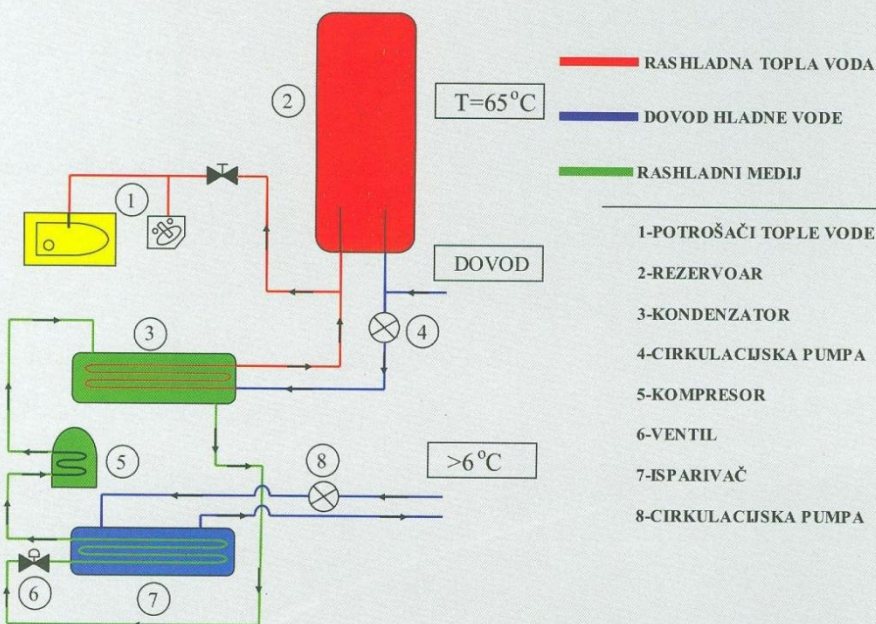 2
T=65°C
1
DOVOD
3
4
5
8
>6°C
6
7
RASHLADNA TOPLA VODA
DOVOD HLADNE VODE
RASHLADNI MEDIJ
1-POTROŠAČI TOPLE VODE
2-REZERVOAR
3-KONDENZATOR
4-CIRKULACIJSKA PUMPA
5-KOMPRESOR
6-VENTIL
7-ISPARIVAČ
8-CIRKULACIJSKA PUMPA